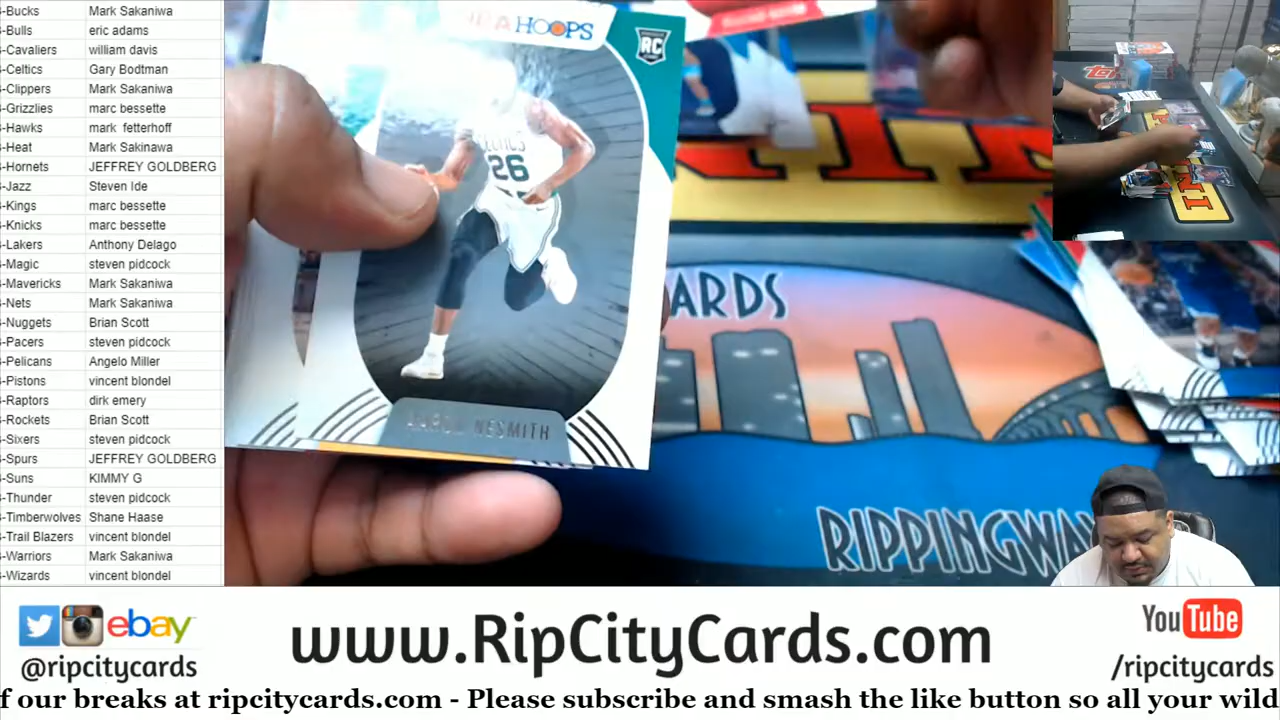 -Bucks Mark Sakaniwa
-Bulls eric adams
-Cavaliers william davis
-Celtics Gary Bodtman
-Clippers Mark Sakaniwa
-Grizzlies marc bessette
-Hawks mark fetterhoff
-Heat Mark Sakinawa
-Hornets JEFFREY GOLDBERG
-Jazz Steven Ide
-Kings marc bessette
-Knicks marc bessette
-Lakers Anthony Delago
-Magic steven pidcock
-Mavericks Mark Sakaniwa
-Nets Mark Sakaniwa
-Nuggets Brian Scott
-Pacers steven pidcock
-Pelicans Angelo Miller
-Pistons vincent blondel
-Raptors dirk emery
-Rockets Brian Scott
-Sixers steven pidcock
-Spurs JEFFREY GOLDBERG
-Suns KIMMY G
-Thunder steven pidcock
-Timberwolves Shane Haase
-Trail Blazers vincent blondel
-Warriors Mark Sakaniwa
-Wizards vincent blondel
HOOPS
RC
26
NESMITH
ARDS
RIPPINGWA
ebay
@ripcitycards
www.RipCityCards.com
YouTube
/ripcitycards
f our breaks at ripcitycards.com - Please subscribe and smash the like button so all your wild